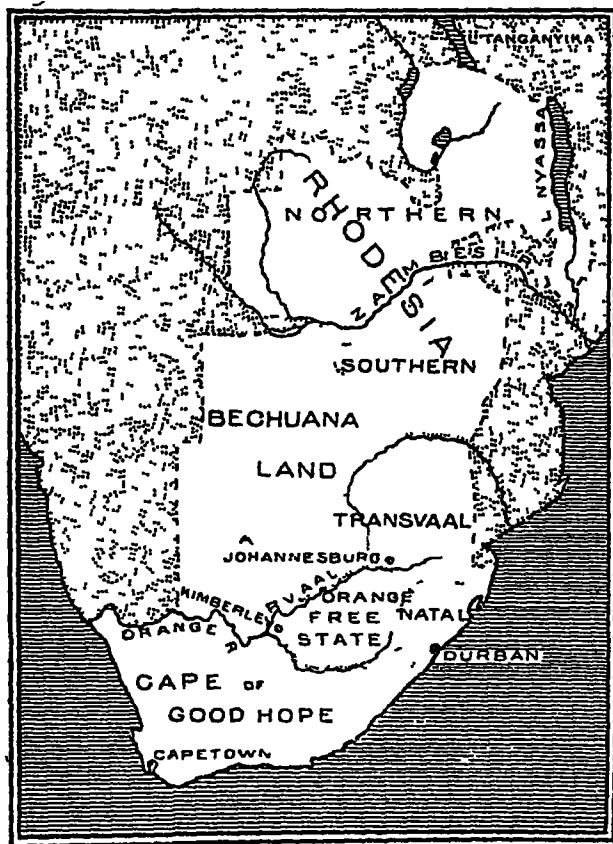 L. TANGANYIKA
L. NYASSA
RHODESIA
NORTHERN
ZAMBESI R
SOUTHERN
BECHUANA
LAND
TRANSVAAL
JOHANNESBURG
VAAL R
KIMBERLEY
ORANGE
FREE
STATE
NATAL
ORANGE R
DURBAN
CAPE OF
GOOD HOPE
CAPETOWN